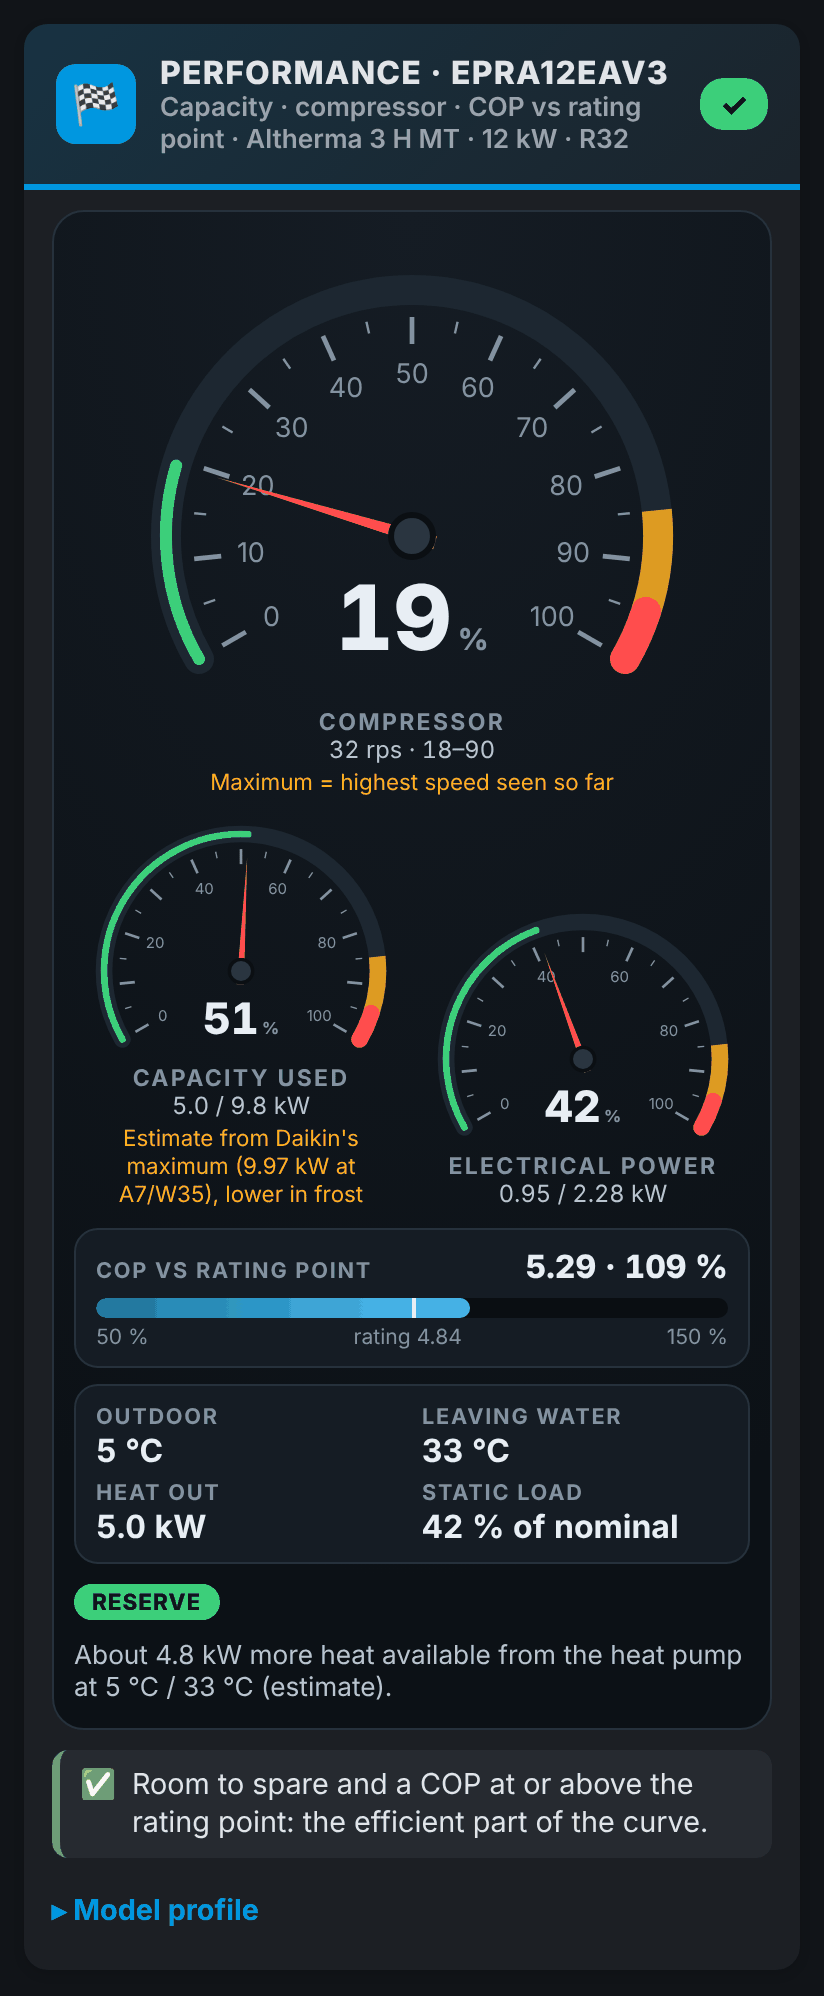 PERFORMANCE · EPRA12EAV3
Capacity · compressor · COP vs rating
point · Altherma 3 H MT · 12 kW · R32
0
10
20
30
40
50
60
70
80
90
100
19 %
COMPRESSOR
32 rps · 18–90
Maximum = highest speed seen so far
0
20
40
60
80
100
51 %
CAPACITY USED
5.0 / 9.8 kW
Estimate from Daikin's
maximum (9.97 kW at
A7/W35), lower in frost
0
20
40
60
80
100
42 %
ELECTRICAL POWER
0.95 / 2.28 kW
COP VS RATING POINT
5.29 · 109 %
50 %
rating 4.84
150 %
OUTDOOR
5 °C
LEAVING WATER
33 °C
HEAT OUT
5.0 kW
STATIC LOAD
42 % of nominal
RESERVE
About 4.8 kW more heat available from the heat pump
at 5 °C / 33 °C (estimate).
Room to spare and a COP at or above the
rating point: the efficient part of the curve.
▸ Model profile